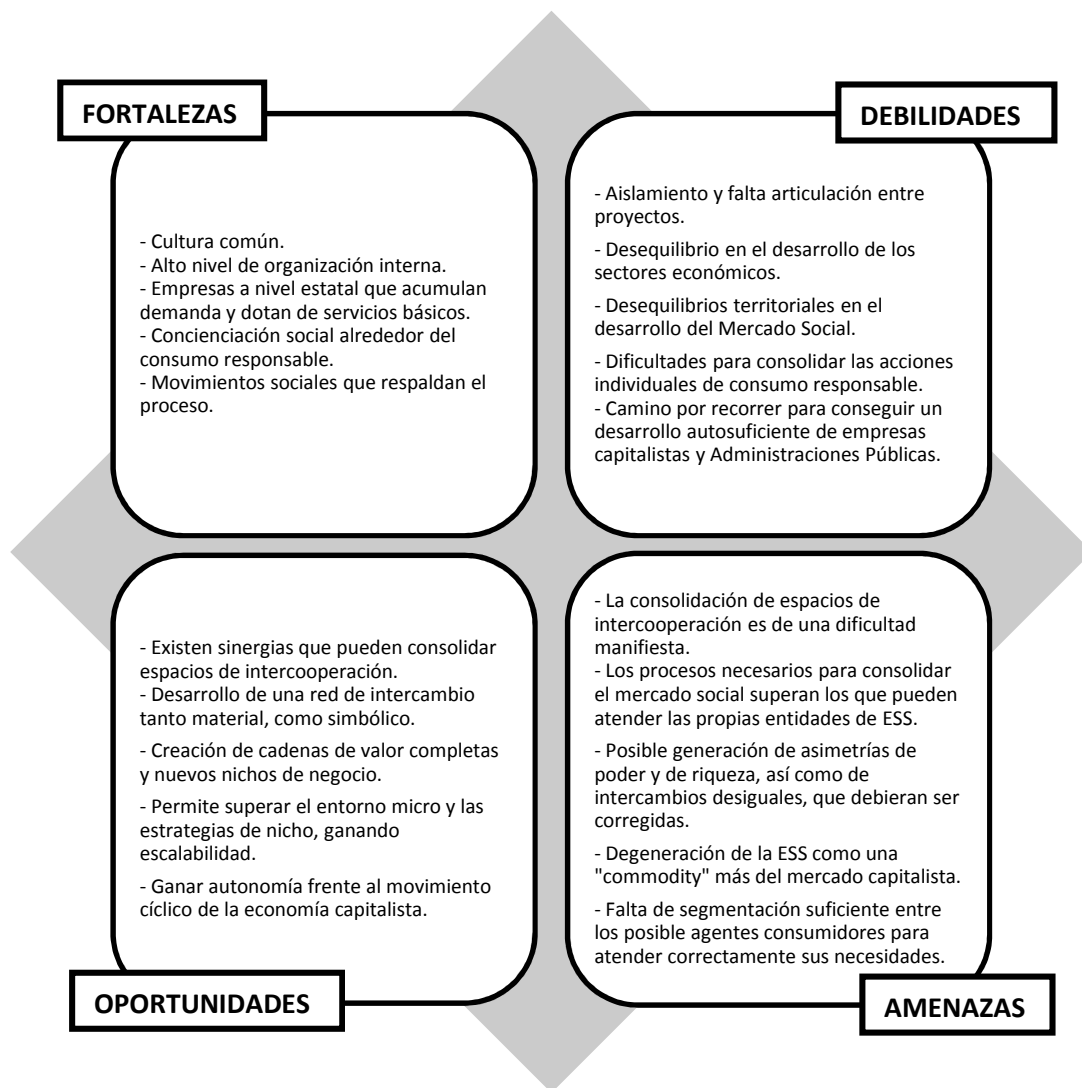 FORTALEZAS
- Cultura común.
- Alto nivel de organización interna.
- Empresas a nivel estatal que acumulan
demanda y dotan de servicios básicos.
- Concienciación social alrededor del
consumo responsable.
- Movimientos sociales que respaldan el
proceso.
DEBILIDADES
- Aislamiento y falta articulación entre
proyectos.
- Desequilibrio en el desarrollo de los
sectores económicos.
- Desequilibrios territoriales en el
desarrollo del Mercado Social.
- Dificultades para consolidar las acciones
individuales de consumo responsable.
- Camino por recorrer para conseguir un
desarrollo autosuficiente de empresas
capitalistas y Administraciones Públicas.
- Existen sinergias que pueden consolidar
espacios de intercooperación.
- Desarrollo de una red de intercambio
tanto material, como simbólico.
- Creación de cadenas de valor completas
y nuevos nichos de negocio.
- Permite superar el entorno micro y las
estrategias de nicho, ganando
escalabilidad.
- Ganar autonomía frente al movimiento
cíclico de la economía capitalista.
OPORTUNIDADES
- La consolidación de espacios de
intercooperación es de una dificultad
manifiesta.
- Los procesos necesarios para consolidar
el mercado social superan los que pueden
atender las propias entidades de ESS.
- Posible generación de asimetrías de
poder y de riqueza, así como de
intercambios desiguales, que debieran ser
corregidas.
- Degeneración de la ESS como una
"commodity" más del mercado capitalista.
- Falta de segmentación suficiente entre
los posible agentes consumidores para
atender correctamente sus necesidades.
AMENAZAS